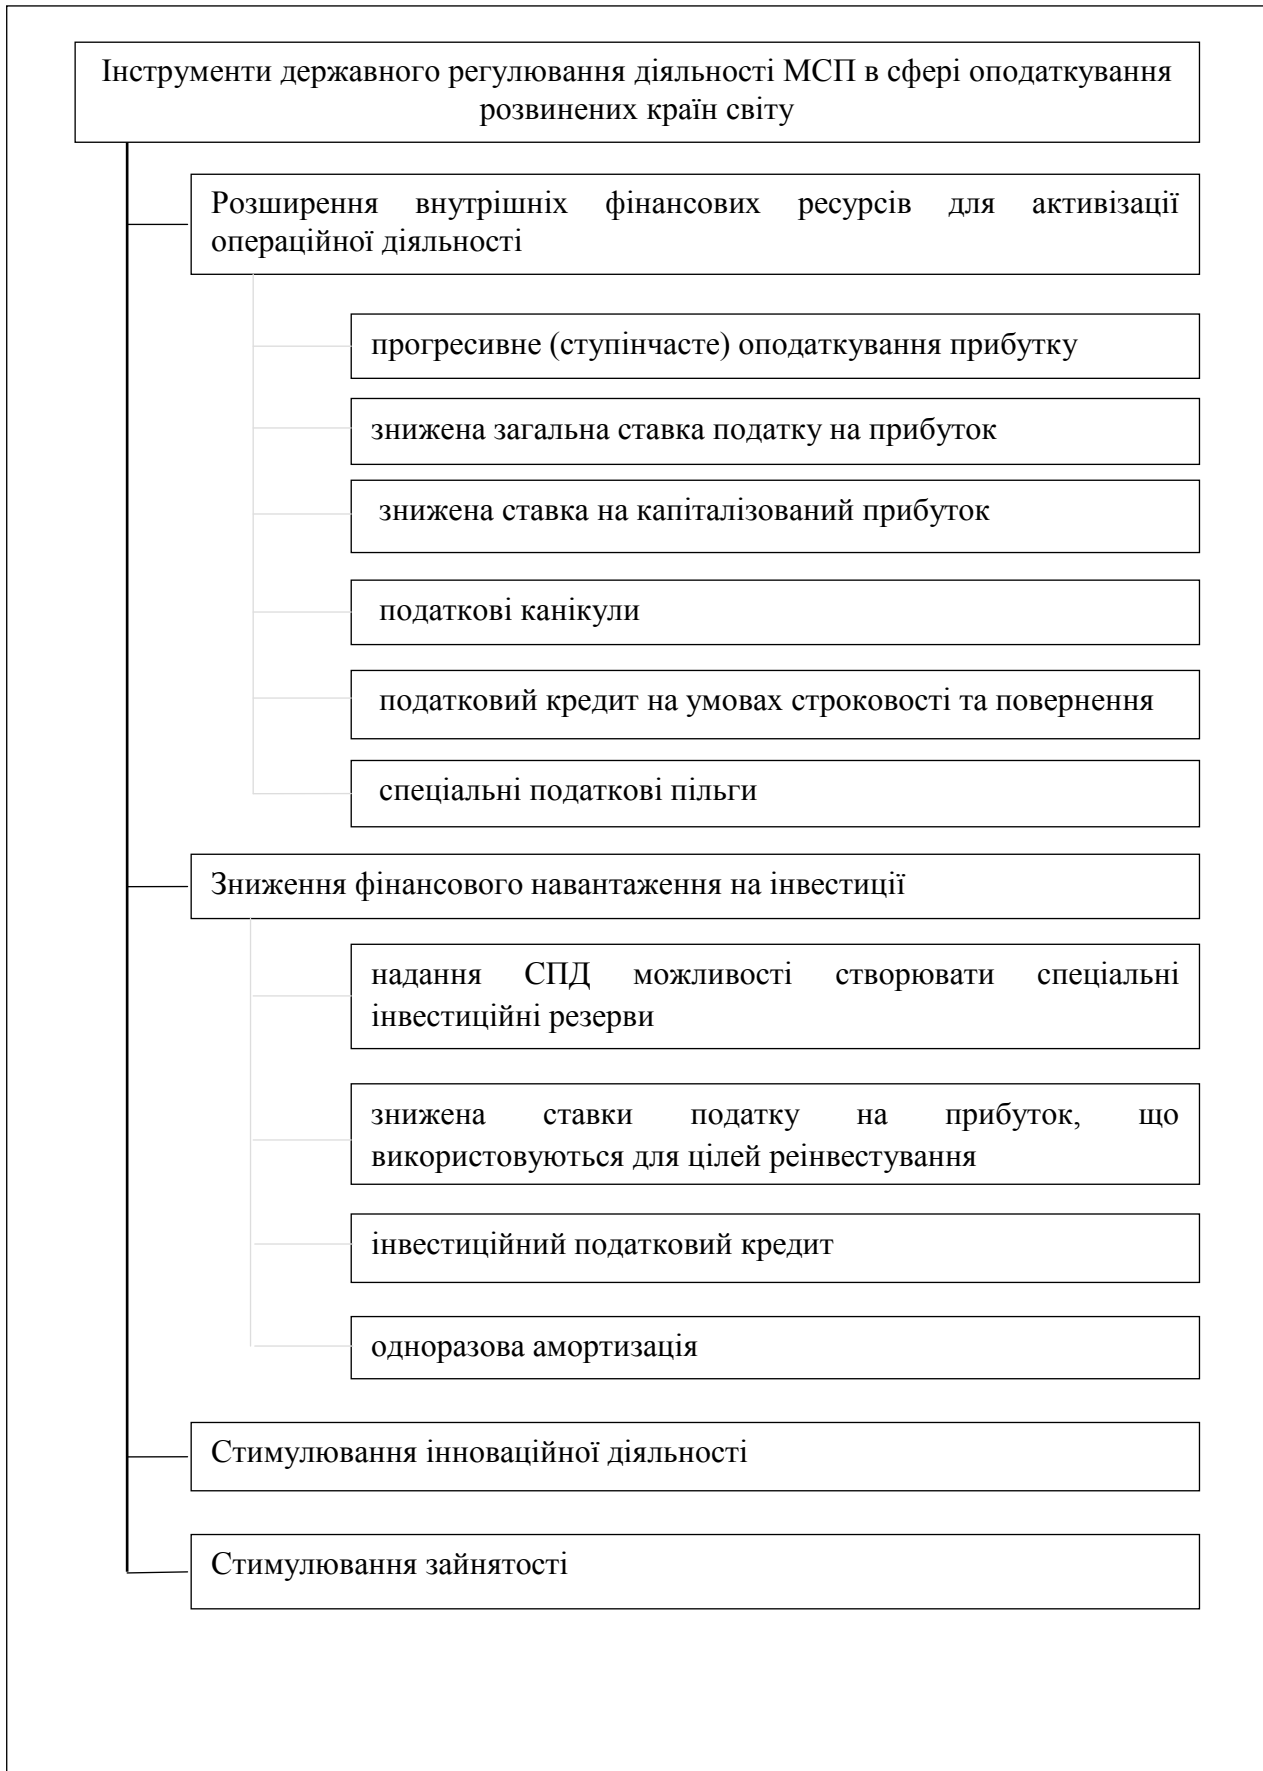 Інструменти державного регулювання діяльності МСП в сфері оподаткування
розвинених країн світу
Розширення внутрішніх фінансових ресурсів для активізації
операційної діяльності
прогресивне (ступінчасте) оподаткування прибутку
знижена загальна ставка податку на прибуток
знижена ставка на капіталізований прибуток
податкові канікули
податковий кредит на умовах строковості та повернення
спеціальні податкові пільги
Зниження фінансового навантаження на інвестиції
надання СПД можливості створювати спеціальні
інвестиційні резерви
знижена ставки податку на прибуток, що
використовуються для цілей реінвестування
інвестиційний податковий кредит
одноразова амортизація
Стимулювання інноваційної діяльності
Стимулювання зайнятості